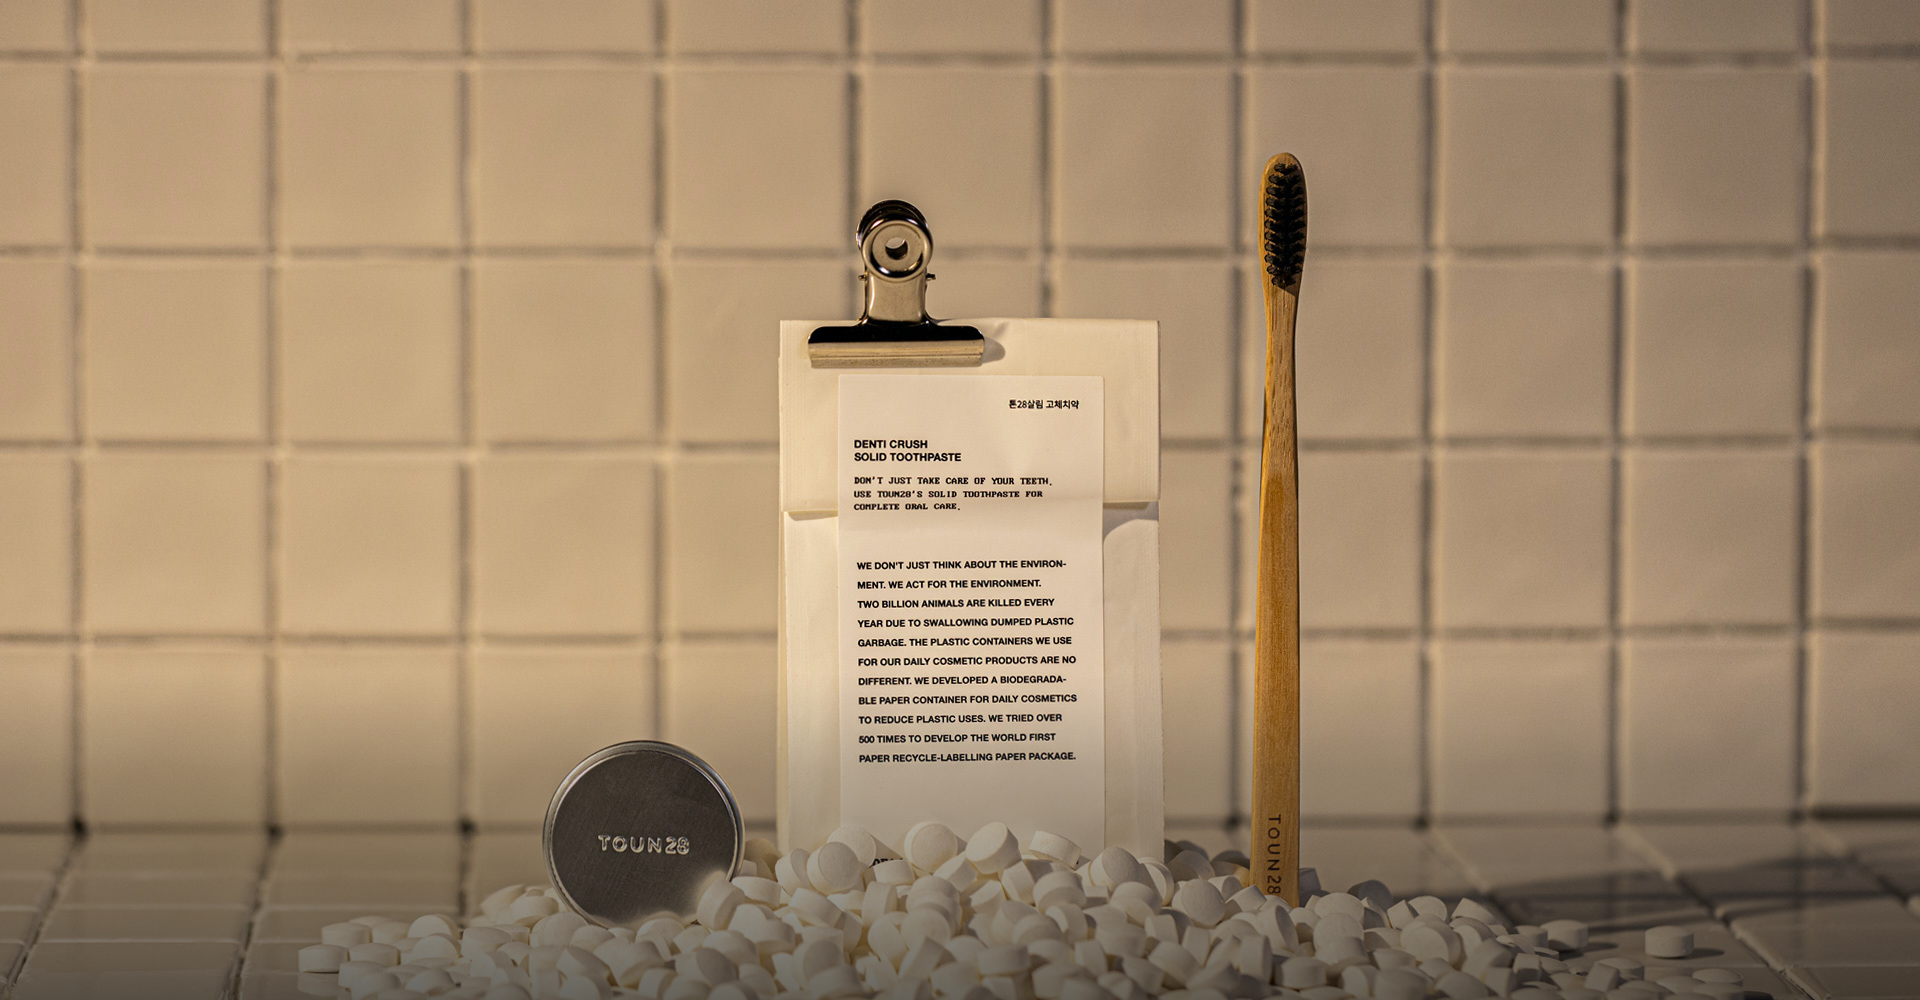 톤28살림 고체치약
DENTI CRUSH
SOLID TOOTHPASTE
DON'T JUST TAKE CARE OF YOUR TEETH.
USE TOUN28'S SOLID TOOTHPASTE FOR
COMPLETE ORAL CARE.
WE DON'T JUST THINK ABOUT THE ENVIRON-
MENT. WE ACT FOR THE ENVIRONMENT.
TWO BILLION ANIMALS ARE KILLED EVERY
YEAR DUE TO SWALLOWING DUMPED PLASTIC
GARBAGE. THE PLASTIC CONTAINERS WE USE
FOR OUR DAILY COSMETIC PRODUCTS ARE NO
DIFFERENT. WE DEVELOPED A BIODEGRADA-
BLE PAPER CONTAINER FOR DAILY COSMETICS
TO REDUCE PLASTIC USES. WE TRIED OVER
500 TIMES TO DEVELOP THE WORLD FIRST
PAPER RECYCLE-LABELLING PAPER PACKAGE.
TOUN28
TOUN28